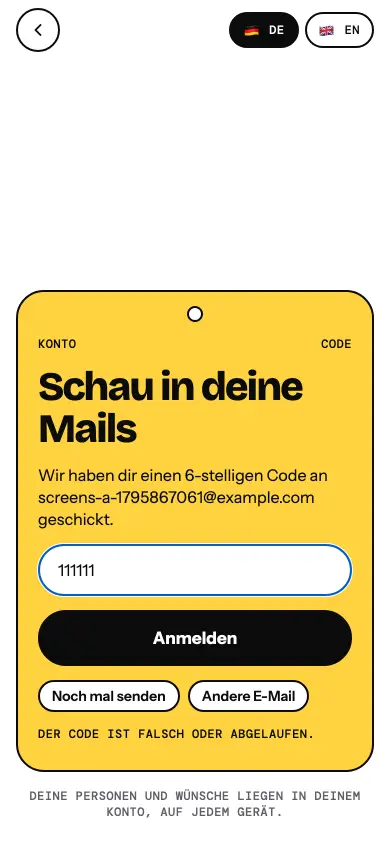 DE
EN
KONTO
CODE
Schau in deine
Mails
Wir haben dir einen 6-stelligen Code an
screens-a-1795867061@example.com
geschickt.
111111
Anmelden
Noch mal senden
Andere E-Mail
DER CODE IST FALSCH ODER ABGELAUFEN.
DEINE PERSONEN UND WÜNSCHE LIEGEN IN DEINEM
KONTO, AUF JEDEM GERÄT.